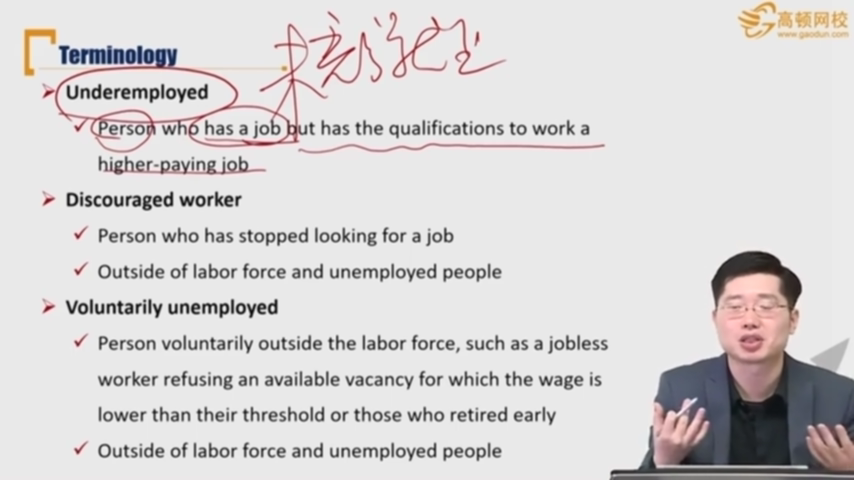 高顿网校
www.gaodun.com
Terminology
Underemployed
Person who has a job but has the qualifications to work a
higher-paying job
Discouraged worker
Person who has stopped looking for a job
Outside of labor force and unemployed people
Voluntarily unemployed
Person voluntarily outside the labor force, such as a jobless
worker refusing an available vacancy for which the wage is
lower than their threshold or those who retired early
Outside of labor force and unemployed people